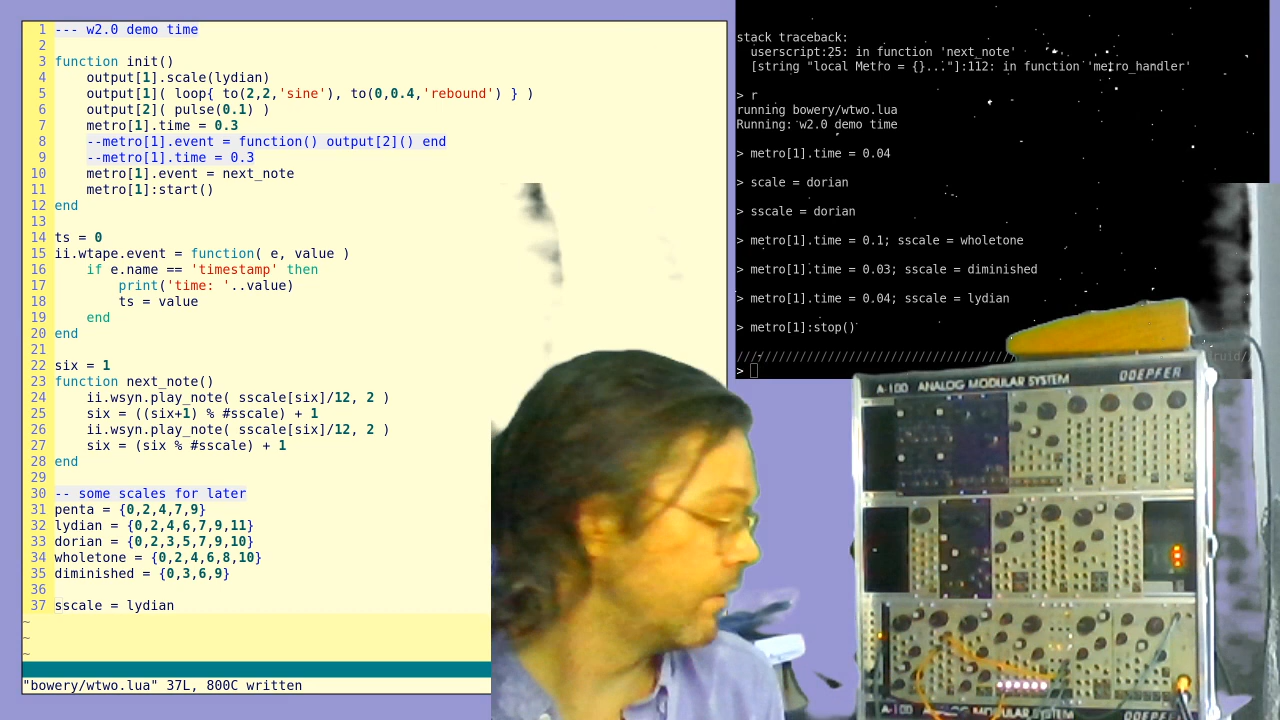 1 --- w2.0 demo time
2
3 function init()
4     output[1].scale(lydian)
5     output[1]( loop{ to(2,2,'sine'), to(0,0.4,'rebound') } )
6     output[2]( pulse(0.1) )
7     metro[1].time = 0.3
8     --metro[1].event = function() output[2]() end
9     --metro[1].time = 0.3
10     metro[1].event = next_note
11     metro[1]:start()
12 end
13
14 ts = 0
15 ii.wtape.event = function( e, value )
16     if e.name == 'timestamp' then
17         print('time: '..value)
18         ts = value
19     end
20 end
21
22 six = 1
23 function next_note()
24     ii.wsyn.play_note( sscale[six]/12, 2 )
25     six = ((six+1) % #sscale) + 1
26     ii.wsyn.play_note( sscale[six]/12, 2 )
27     six = (six % #sscale) + 1
28 end
29
30 -- some scales for later
31 penta = {0,2,4,7,9}
32 lydian = {0,2,4,6,7,9,11}
33 dorian = {0,2,3,5,7,9,10}
34 wholetone = {0,2,4,6,8,10}
35 diminished = {0,3,6,9}
36
37 sscale = lydian
~
~
~
"bowery/wtwo.lua" 37L, 800C written
stack traceback:
  userscript:25: in function 'next_note'
  [string "local Metro = {}..."]:112: in function 'metro_handler'
> r
running bowery/wtwo.lua
Running: w2.0 demo time
> metro[1].time = 0.04
> scale = dorian
> sscale = dorian
> metro[1].time = 0.1; sscale = wholetone
> metro[1].time = 0.03; sscale = diminished
> metro[1].time = 0.04; sscale = lydian
> metro[1]:stop()
>
A-100 ANALOG MODULAR SYSTEM DOEPFER
A-100 ANALOG MODULAR SYSTEM DOEPFER